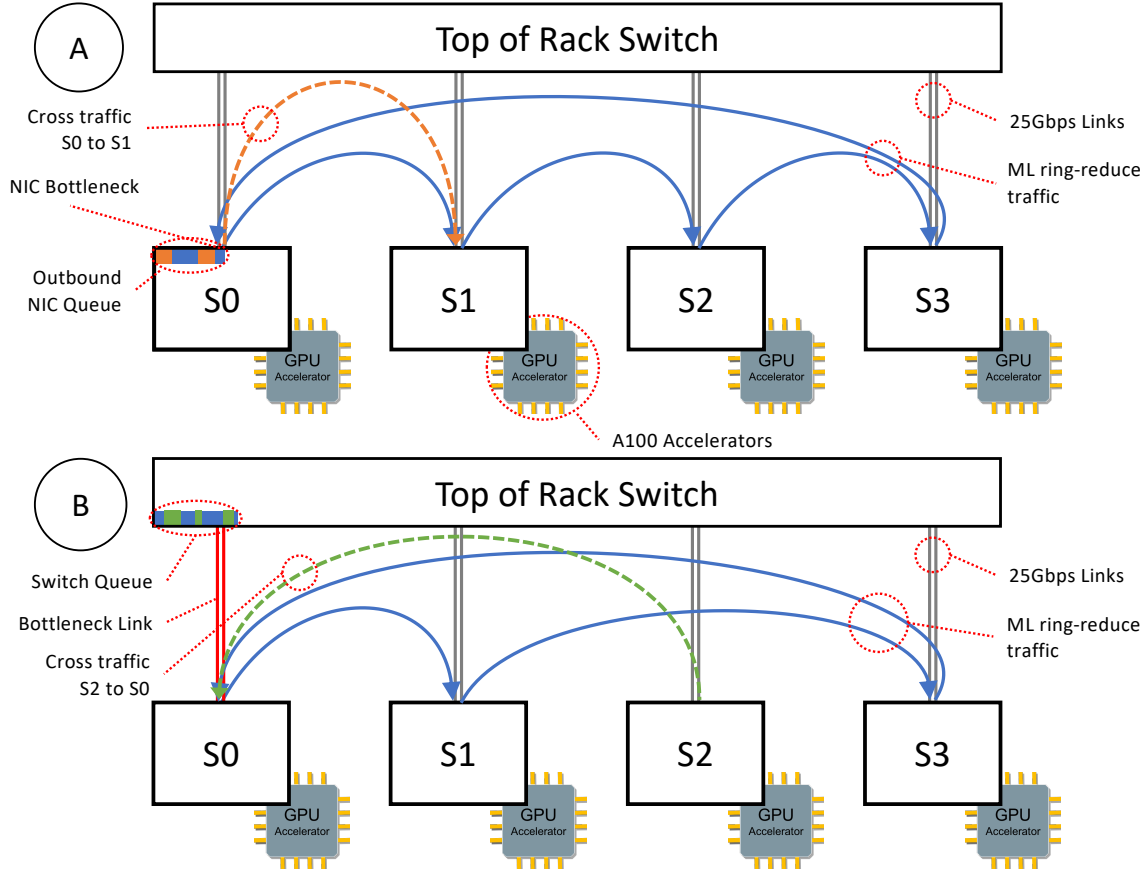 A
Top of Rack Switch
Cross traffic
S0 to S1
25Gbps Links
NIC Bottleneck
ML ring-reduce
traffic
Outbound
NIC Queue
S0
S1
S2
S3
GPU
Accelerator
GPU
Accelerator
GPU
Accelerator
GPU
Accelerator
A100 Accelerators
B
Top of Rack Switch
Switch Queue
25Gbps Links
Bottleneck Link
ML ring-reduce
traffic
Cross traffic
S2 to S0
S0
S1
S2
S3
GPU
Accelerator
GPU
Accelerator
GPU
Accelerator
GPU
Accelerator